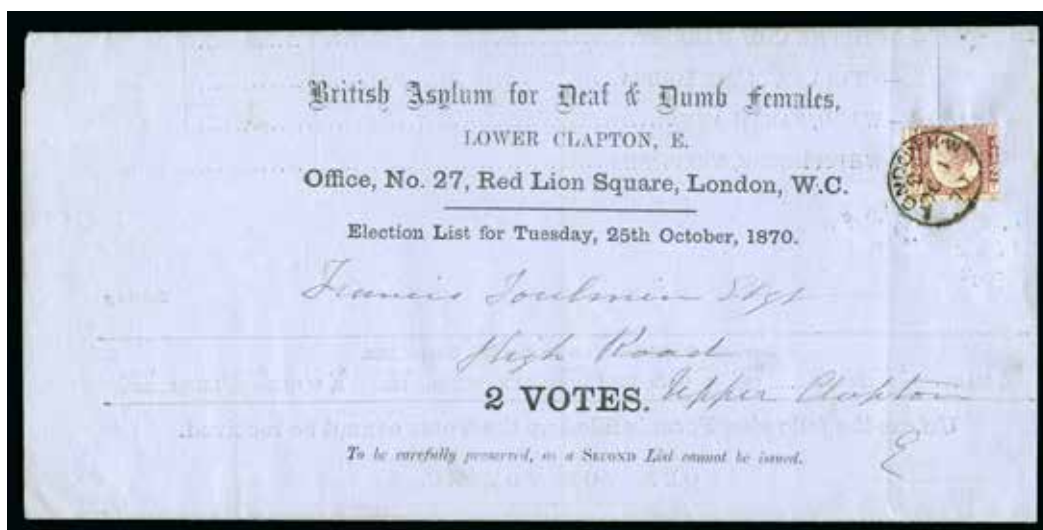 British Asylum for Deaf & Dumb Females,
LOWER CLAPTON, E.
Office, No. 27, Red Lion Square, London, W.C.
Election List for Tuesday, 25th October, 1870.
Francis Toulmin Esqr
High Road
2 VOTES. Upper Clapton
E
To be carefully preserved, as a SECOND List cannot be issued.
LONDON